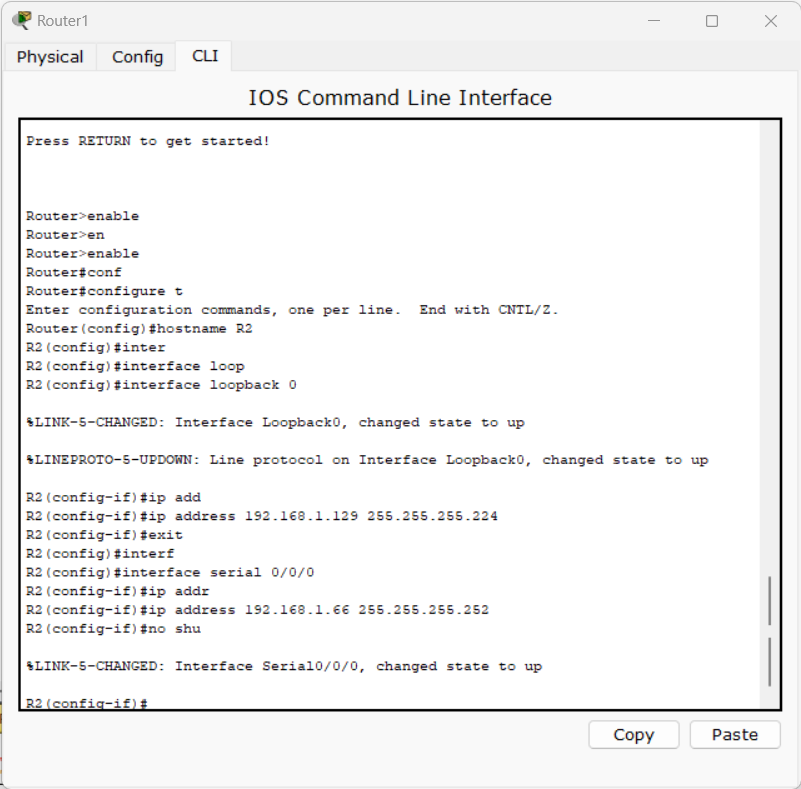 Router1
Physical Config CLI
IOS Command Line Interface
Press RETURN to get started!
Router>enable
Router>en
Router>enable
Router#conf
Router#configure t
Enter configuration commands, one per line.  End with CNTL/Z.
Router(config)#hostname R2
R2(config)#inter
R2(config)#interface loop
R2(config)#interface loopback 0
%LINK-5-CHANGED: Interface Loopback0, changed state to up
%LINEPROTO-5-UPDOWN: Line protocol on Interface Loopback0, changed state to up
R2(config-if)#ip add
R2(config-if)#ip address 192.168.1.129 255.255.255.224
R2(config-if)#exit
R2(config)#interf
R2(config)#interface serial 0/0/0
R2(config-if)#ip addr
R2(config-if)#ip address 192.168.1.66 255.255.255.252
R2(config-if)#no shu
%LINK-5-CHANGED: Interface Serial0/0/0, changed state to up
R2(config-if)#
Copy Paste